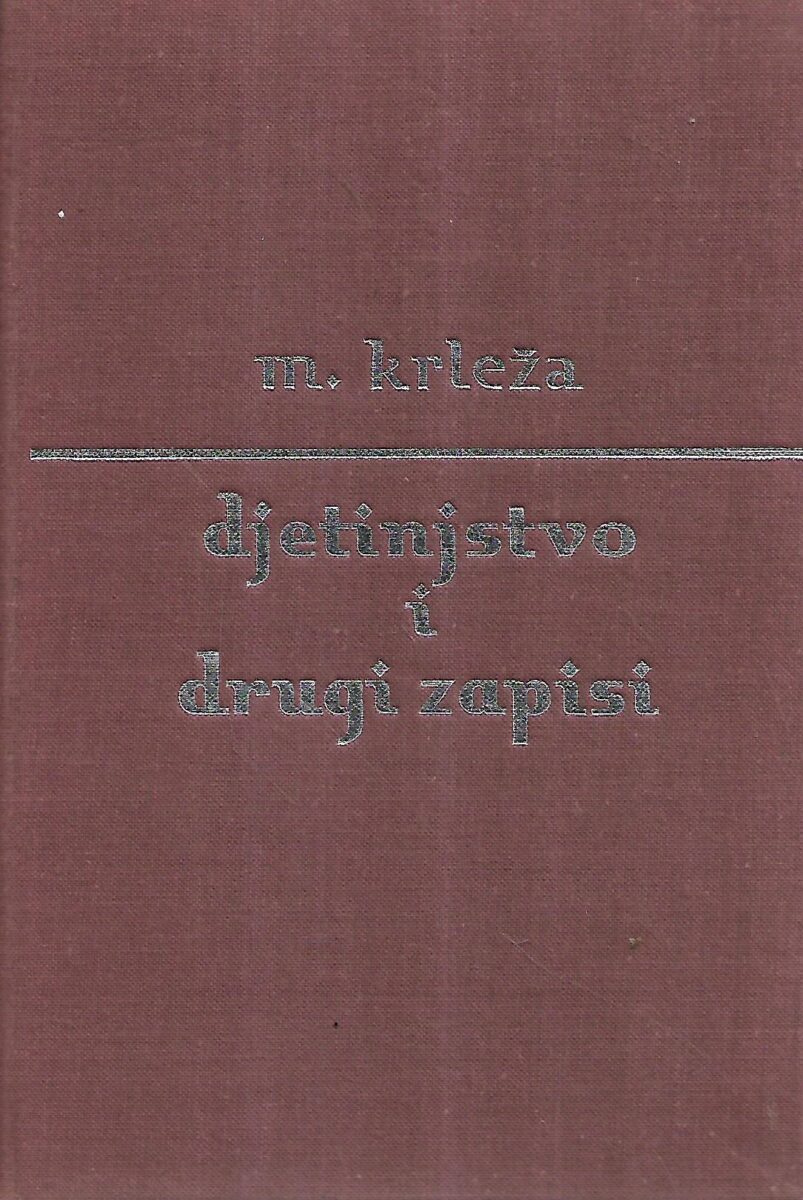 m. krleža
djetinjstvo
i
drugi zapisi